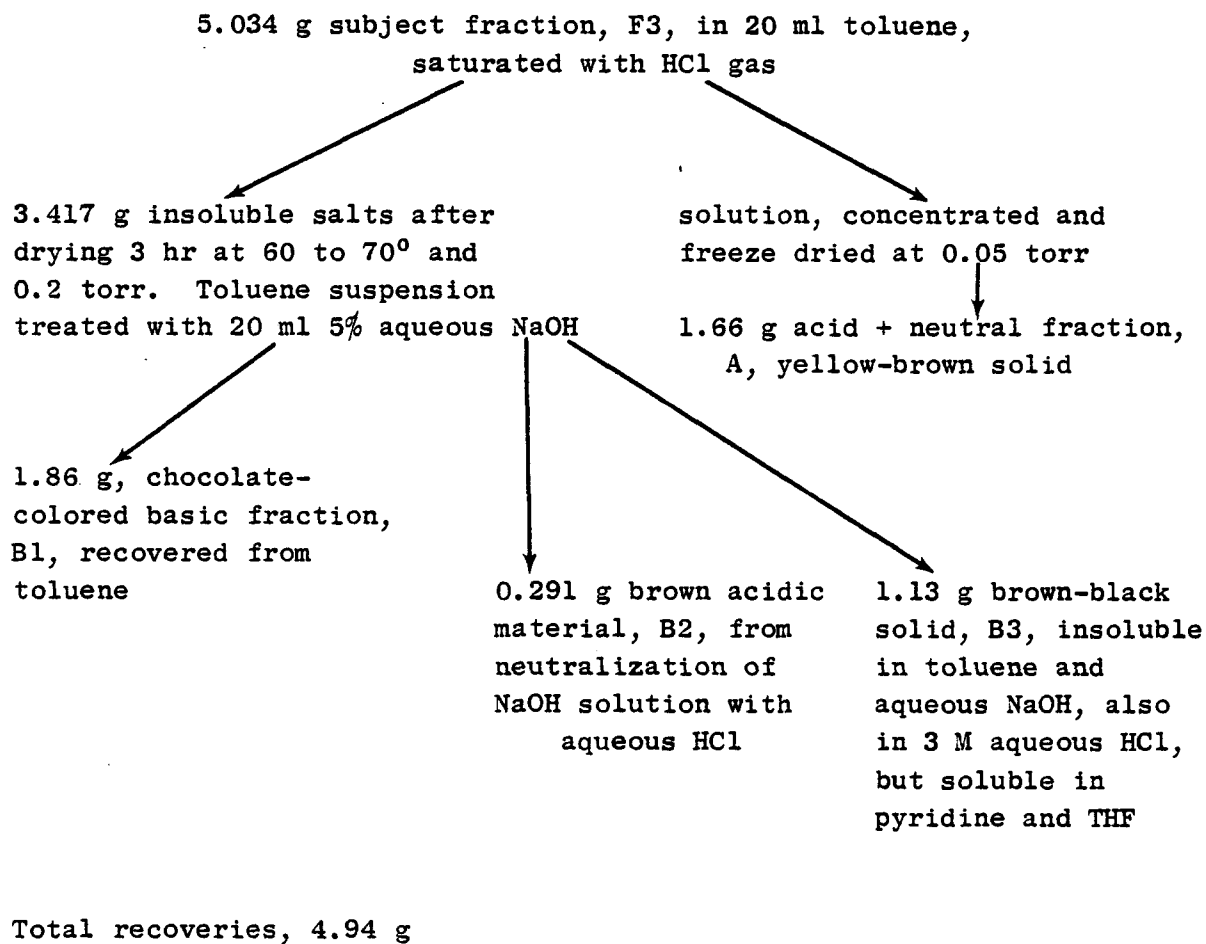 5.034 g subject fraction, F3, in 20 ml toluene,
saturated with HCl gas
3.417 g insoluble salts after
drying 3 hr at 60 to 70⁰ and
0.2 torr. Toluene suspension
treated with 20 ml 5% aqueous NaOH
solution, concentrated and
freeze dried at 0.05 torr
1.66 g acid + neutral fraction,
A, yellow-brown solid
1.86 g, chocolate-
colored basic fraction,
B1, recovered from
toluene
0.291 g brown acidic
material, B2, from
neutralization of
NaOH solution with
aqueous HCl
1.13 g brown-black
solid, B3, insoluble
in toluene and
aqueous NaOH, also
in 3 M aqueous HCl,
but soluble in
pyridine and THF
Total recoveries, 4.94 g